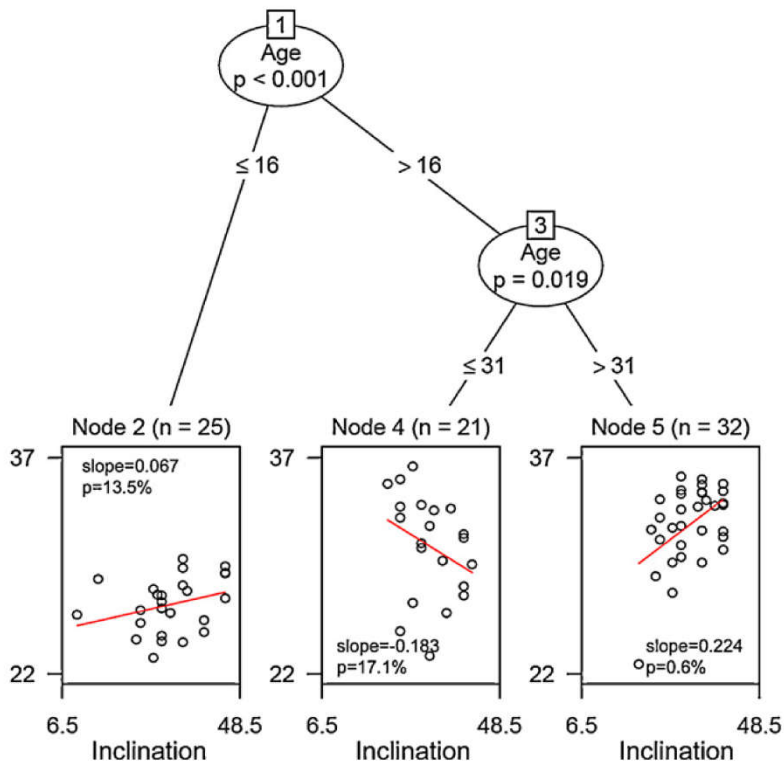 1
Age
p < 0.001
≤ 16
> 16
3
Age
p = 0.019
≤ 31
> 31
Node 2 (n = 25)
37
slope=0.067
p=13.5%
22
6.5
48.5
Inclination
Node 4 (n = 21)
37
slope=-0.183
p=17.1%
22
6.5
48.5
Inclination
Node 5 (n = 32)
37
slope=0.224
p=0.6%
22
6.5
48.5
Inclination